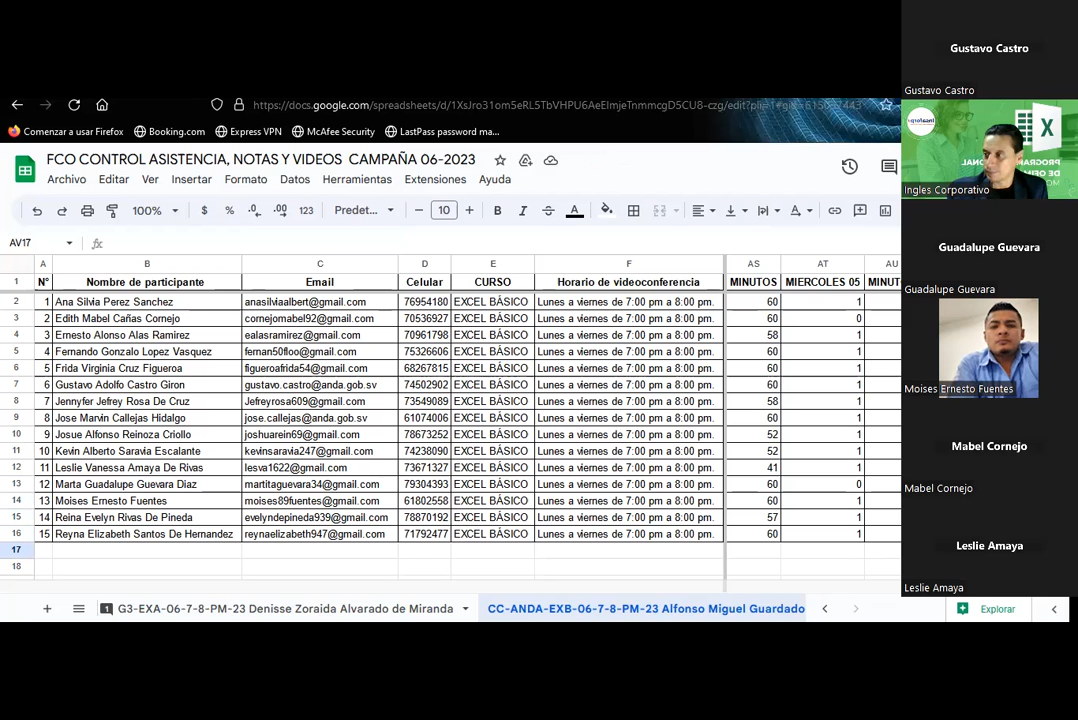 https://docs.google.com/spreadsheets/d/1XsJro31om5eRL5TbVHPU6AeEImjeTnmmcgD5CU8-czg/edit?pli=1#gid=
Comenzar a usar Firefox Booking.com Express VPN McAfee Security LastPass password ma...
FCO CONTROL ASISTENCIA, NOTAS Y VIDEOS CAMPAÑA 06-2023
Archivo Editar Ver Insertar Formato Datos Herramientas Extensiones Ayuda
100% $ % .0 .00 123 Predet... − 10 + B I A
AV17 fx
A B C D E F AS AT AU
1 N° Nombre de participante Email Celular CURSO Horario de videoconferencia MINUTOS MIERCOLES 05 MINUT
2 1 Ana Silvia Perez Sanchez anasilviaalbert@gmail.com 76954180 EXCEL BÁSICO Lunes a viernes de 7:00 pm a 8:00 pm. 60 1
3 2 Edith Mabel Cañas Cornejo cornejomabel92@gmail.com 70536927 EXCEL BÁSICO Lunes a viernes de 7:00 pm a 8:00 pm. 60 0
4 3 Ernesto Alonso Alas Ramirez ealasramirez@gmail.com 70961798 EXCEL BÁSICO Lunes a viernes de 7:00 pm a 8:00 pm. 58 1
5 4 Fernando Gonzalo Lopez Vasquez fernan50floo@gmail.com 75326606 EXCEL BÁSICO Lunes a viernes de 7:00 pm a 8:00 pm. 60 1
6 5 Frida Virginia Cruz Figueroa figueroafrida54@gmail.com 68267815 EXCEL BÁSICO Lunes a viernes de 7:00 pm a 8:00 pm. 60 1
7 6 Gustavo Adolfo Castro Giron gustavo.castro@anda.gob.sv 74502902 EXCEL BÁSICO Lunes a viernes de 7:00 pm a 8:00 pm. 60 1
8 7 Jennyfer Jefrey Rosa De Cruz Jefreyrosa609@gmail.com 73549089 EXCEL BÁSICO Lunes a viernes de 7:00 pm a 8:00 pm. 58 1
9 8 Jose Marvin Callejas Hidalgo jose.callejas@anda.gob.sv 61074006 EXCEL BÁSICO Lunes a viernes de 7:00 pm a 8:00 pm. 60 1
10 9 Josue Alfonso Reinoza Criollo joshuarein69@gmail.com 78673252 EXCEL BÁSICO Lunes a viernes de 7:00 pm a 8:00 pm. 52 1
11 10 Kevin Alberto Saravia Escalante kevinsaravia247@gmail.com 74238090 EXCEL BÁSICO Lunes a viernes de 7:00 pm a 8:00 pm. 52 1
12 11 Leslie Vanessa Amaya De Rivas lesva1622@gmail.com 73671327 EXCEL BÁSICO Lunes a viernes de 7:00 pm a 8:00 pm. 41 1
13 12 Marta Guadalupe Guevara Diaz martitaguevara34@gmail.com 79304393 EXCEL BÁSICO Lunes a viernes de 7:00 pm a 8:00 pm. 60 0
14 13 Moises Ernesto Fuentes moises89fuentes@gmail.com 61802558 EXCEL BÁSICO Lunes a viernes de 7:00 pm a 8:00 pm. 60 1
15 14 Reina Evelyn Rivas De Pineda evelyndepineda939@gmail.com 78870192 EXCEL BÁSICO Lunes a viernes de 7:00 pm a 8:00 pm. 57 1
16 15 Reyna Elizabeth Santos De Hernandez reynaelizabeth947@gmail.com 71792477 EXCEL BÁSICO Lunes a viernes de 7:00 pm a 8:00 pm. 60 1
17
18
1 G3-EXA-06-7-8-PM-23 Denisse Zoraida Alvarado de Miranda CC-ANDA-EXB-06-7-8-PM-23 Alfonso Miguel Guardado Explorar
Gustavo Castro
Gustavo Castro
Ingles Corporativo
Guadalupe Guevara
Guadalupe Guevara
Moises Ernesto Fuentes
Mabel Cornejo
Mabel Cornejo
Leslie Amaya
Leslie Amaya